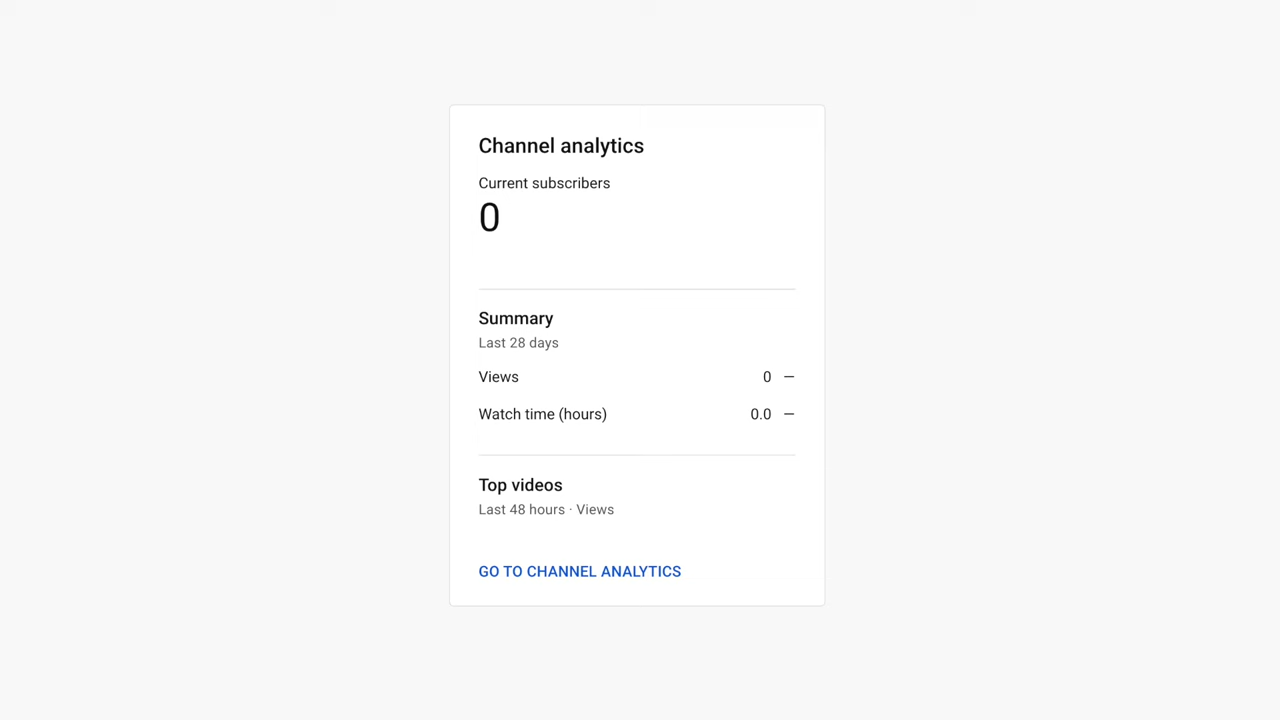 Channel analytics
Current subscribers
0
Summary
Last 28 days
Views 0 —
Watch time (hours) 0.0 —
Top videos
Last 48 hours · Views
GO TO CHANNEL ANALYTICS